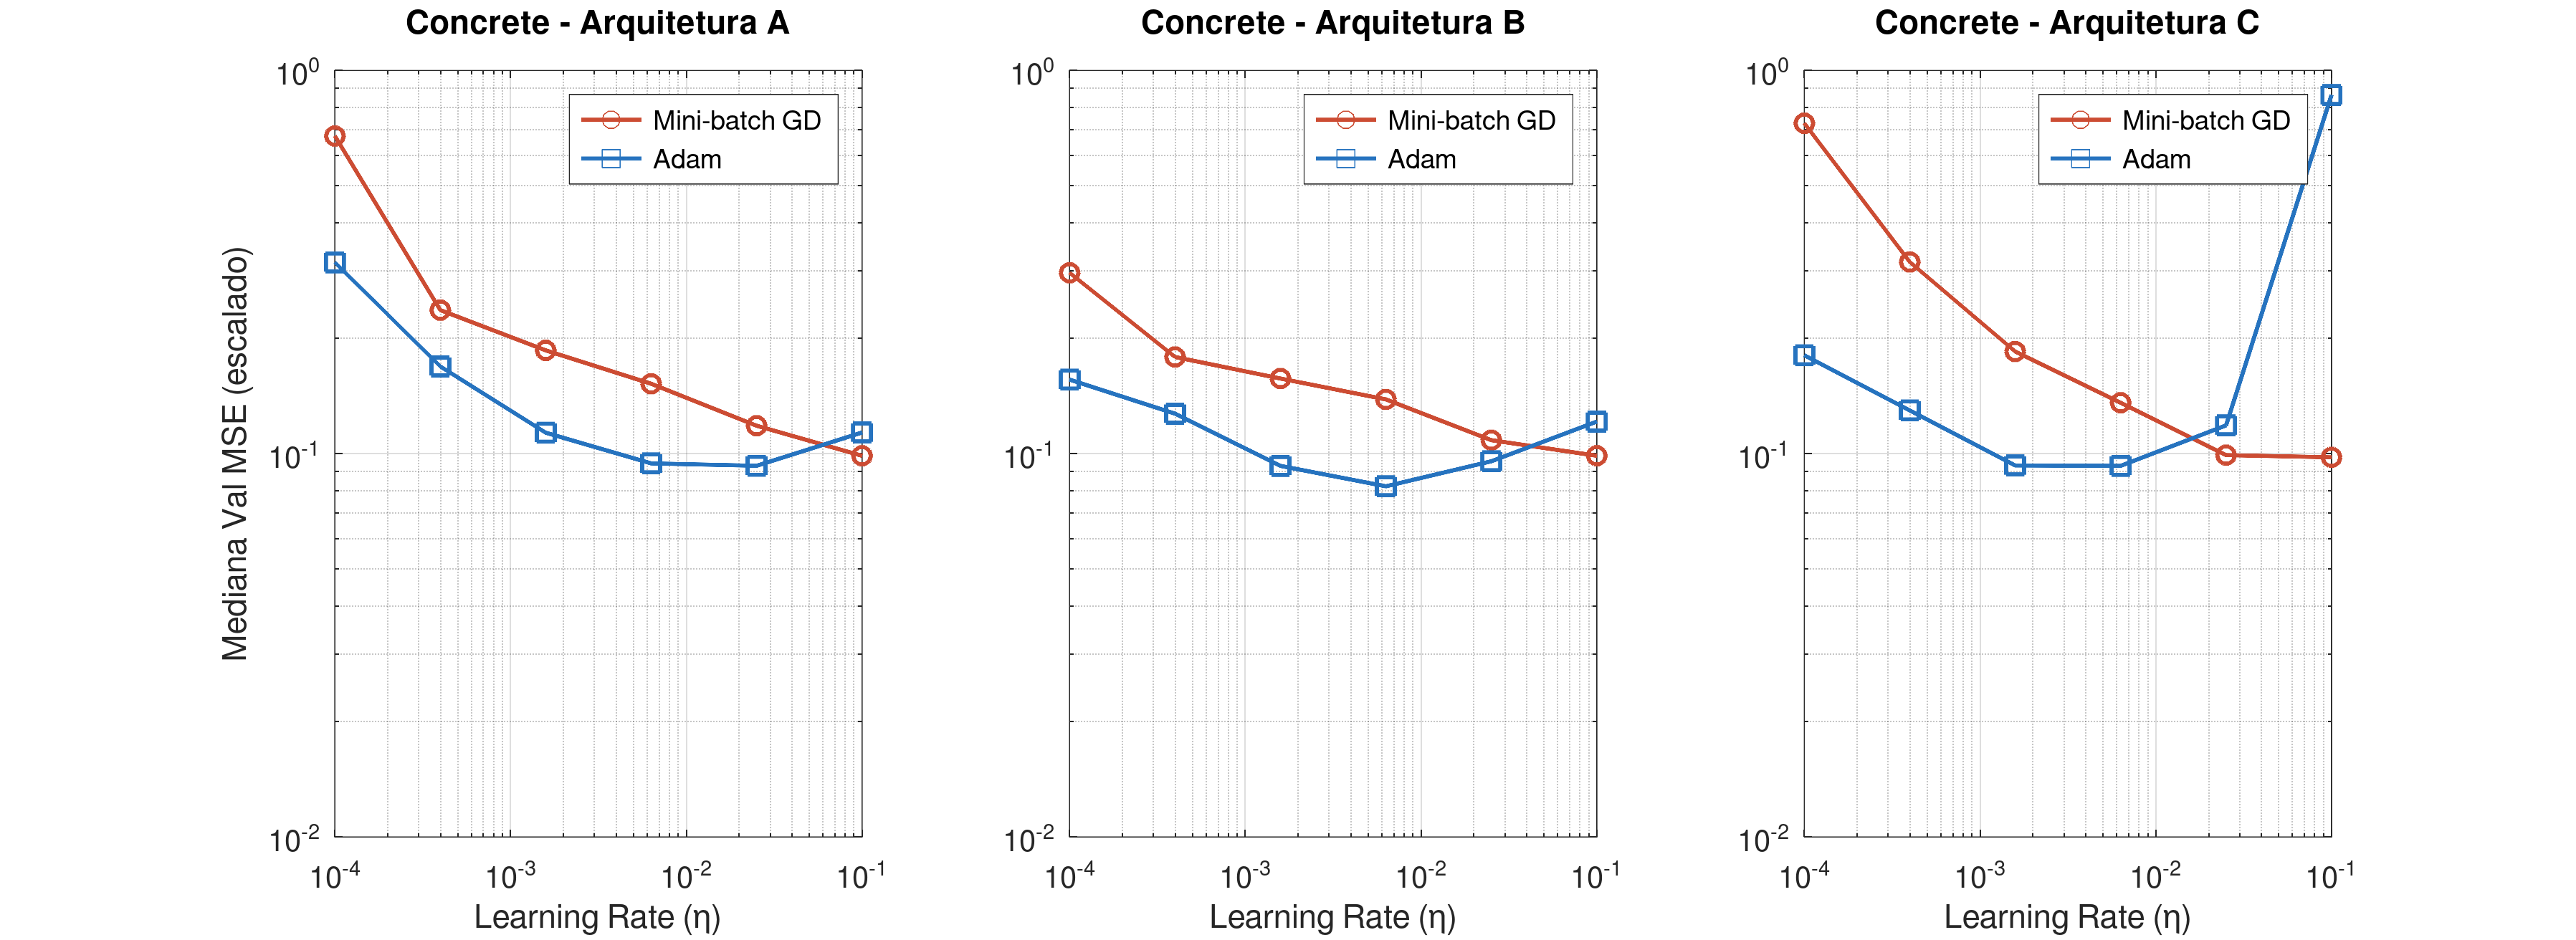 Concrete - Arquitetura A
10^0
10^-1
10^-2
Mediana Val MSE (escalado)
Mini-batch GD
Adam
10^-4
10^-3
10^-2
10^-1
Learning Rate (η)
Concrete - Arquitetura B
10^0
10^-1
10^-2
Mini-batch GD
Adam
10^-4
10^-3
10^-2
10^-1
Learning Rate (η)
Concrete - Arquitetura C
10^0
10^-1
10^-2
Mini-batch GD
Adam
10^-4
10^-3
10^-2
10^-1
Learning Rate (η)